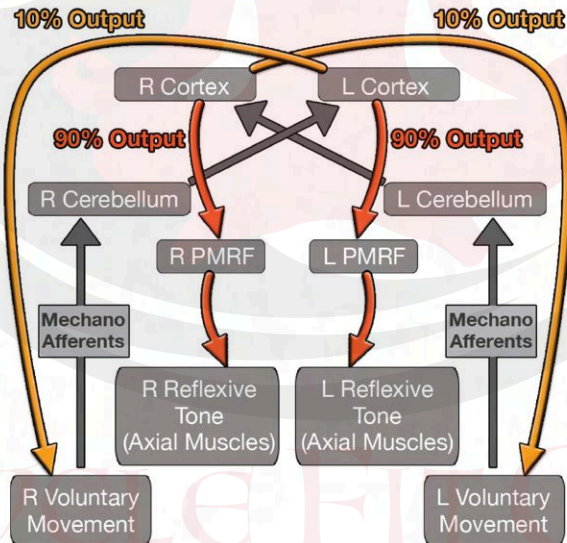 10% Output
10% Output
R Cortex
L Cortex
90% Output
90% Output
R Cerebellum
L Cerebellum
R PMRF
L PMRF
Mechano
Afferents
Mechano
Afferents
R Reflexive
Tone
(Axial Muscles)
L Reflexive
Tone
(Axial Muscles)
R Voluntary
Movement
L Voluntary
Movement